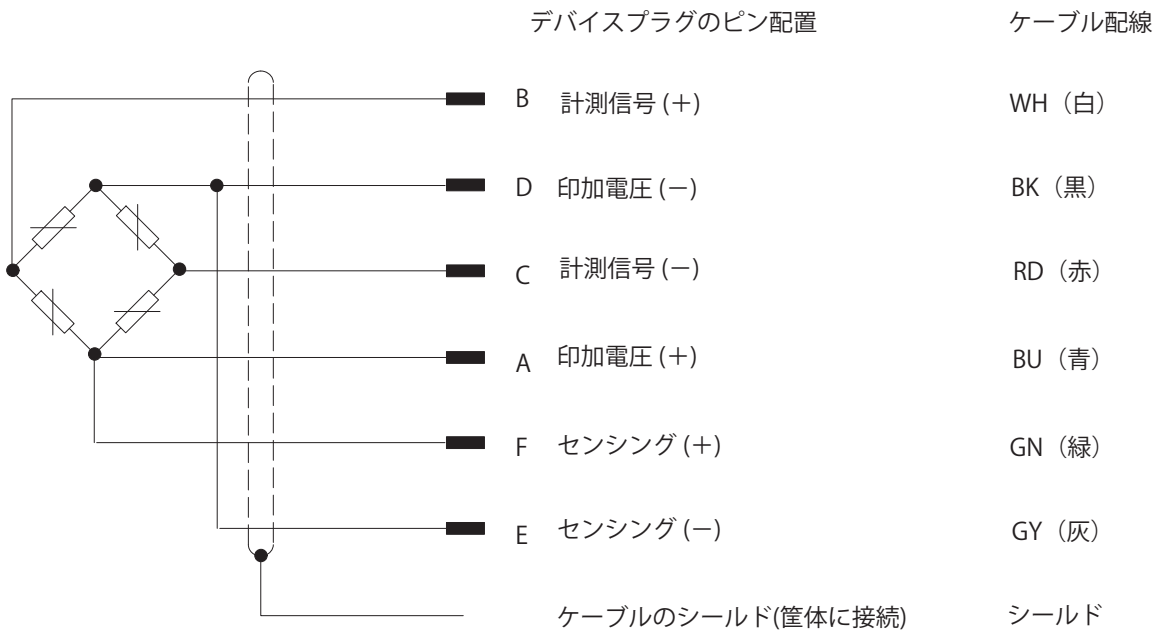 デバイスプラグのピン配置 ケーブル配線
B 計測信号 (＋) WH（白）
D 印加電圧 (－) BK（黒）
C 計測信号 (－) RD（赤）
A 印加電圧 (＋) BU（青）
F センシング (＋) GN（緑）
E センシング (－) GY（灰）
ケーブルのシールド(筐体に接続) シールド